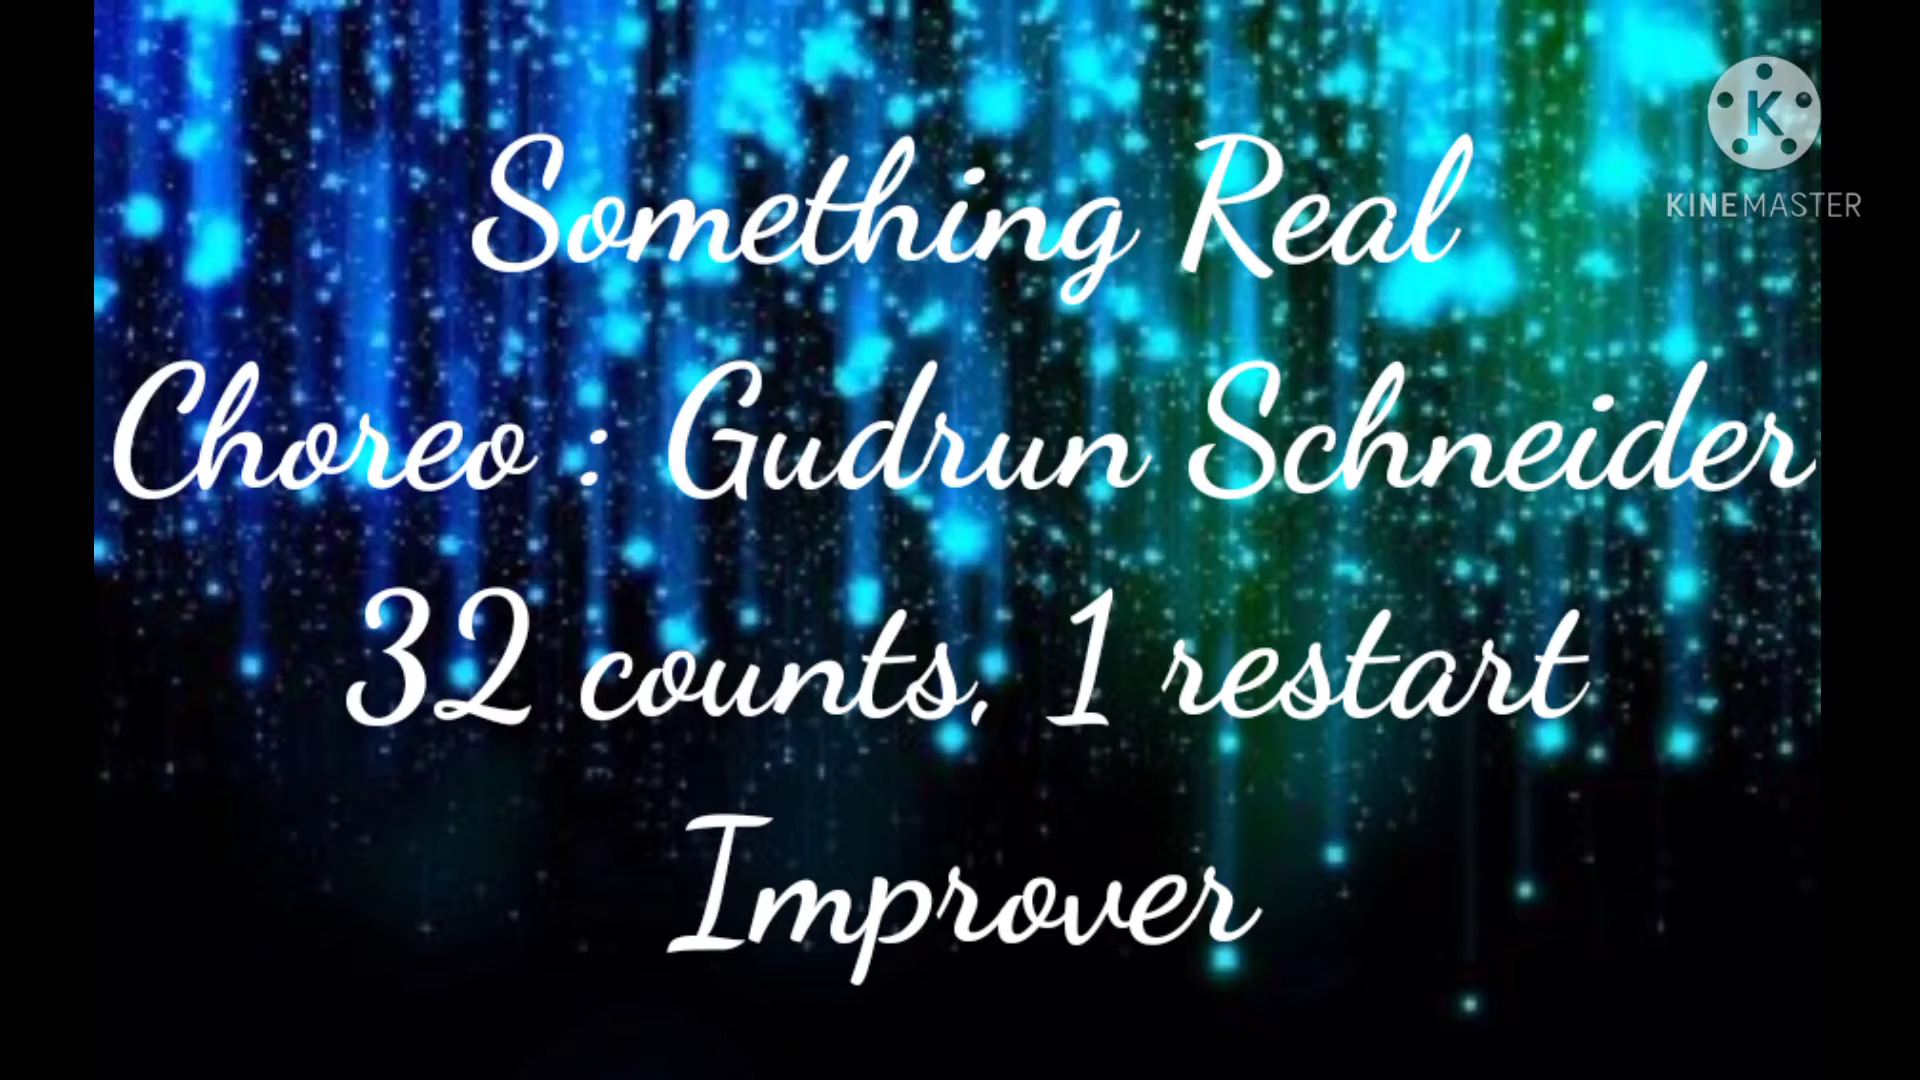 Something Real
Choreo : Gudrun Schneider
32 counts, 1 restart
Improver
K
KINEMASTER